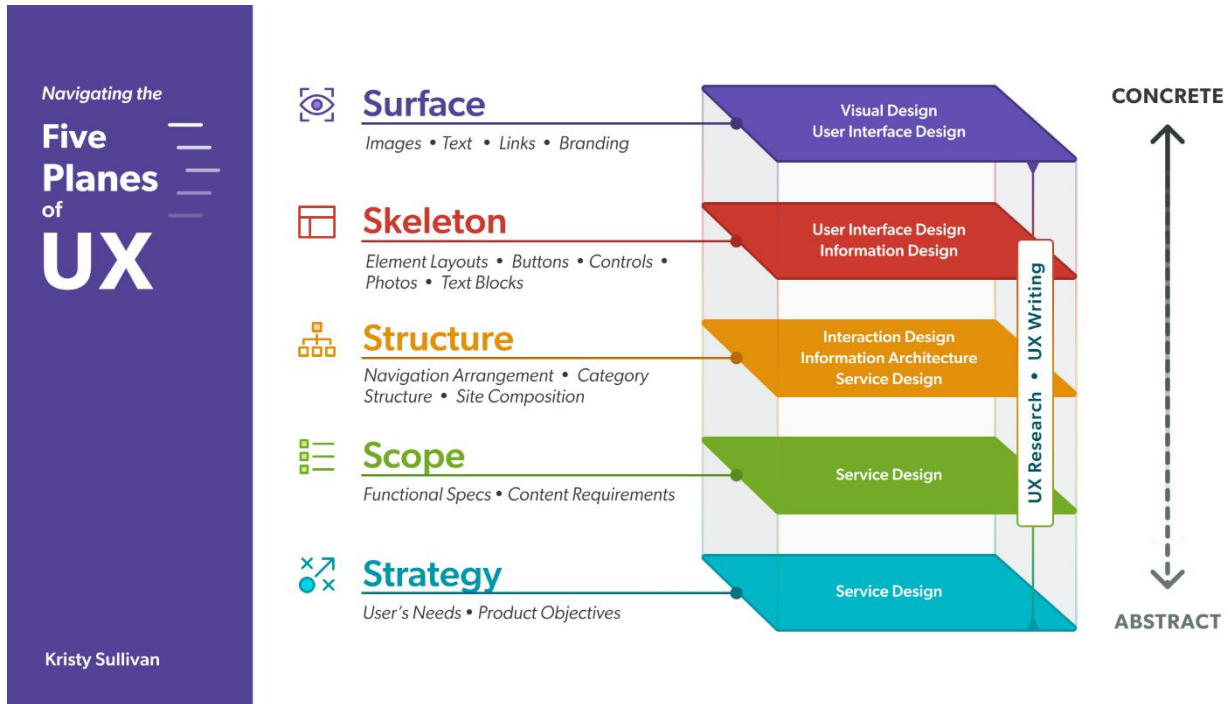 Navigating the
Five
Planes
of
UX
Kristy Sullivan
Surface
Images • Text • Links • Branding
Visual Design
User Interface Design
Skeleton
Element Layouts • Buttons • Controls •
Photos • Text Blocks
User Interface Design
Information Design
Structure
Navigation Arrangement • Category
Structure • Site Composition
Interaction Design
Information Architecture
Service Design
Scope
Functional Specs • Content Requirements
Service Design
Strategy
User's Needs • Product Objectives
Service Design
UX Research • UX Writing
CONCRETE
ABSTRACT